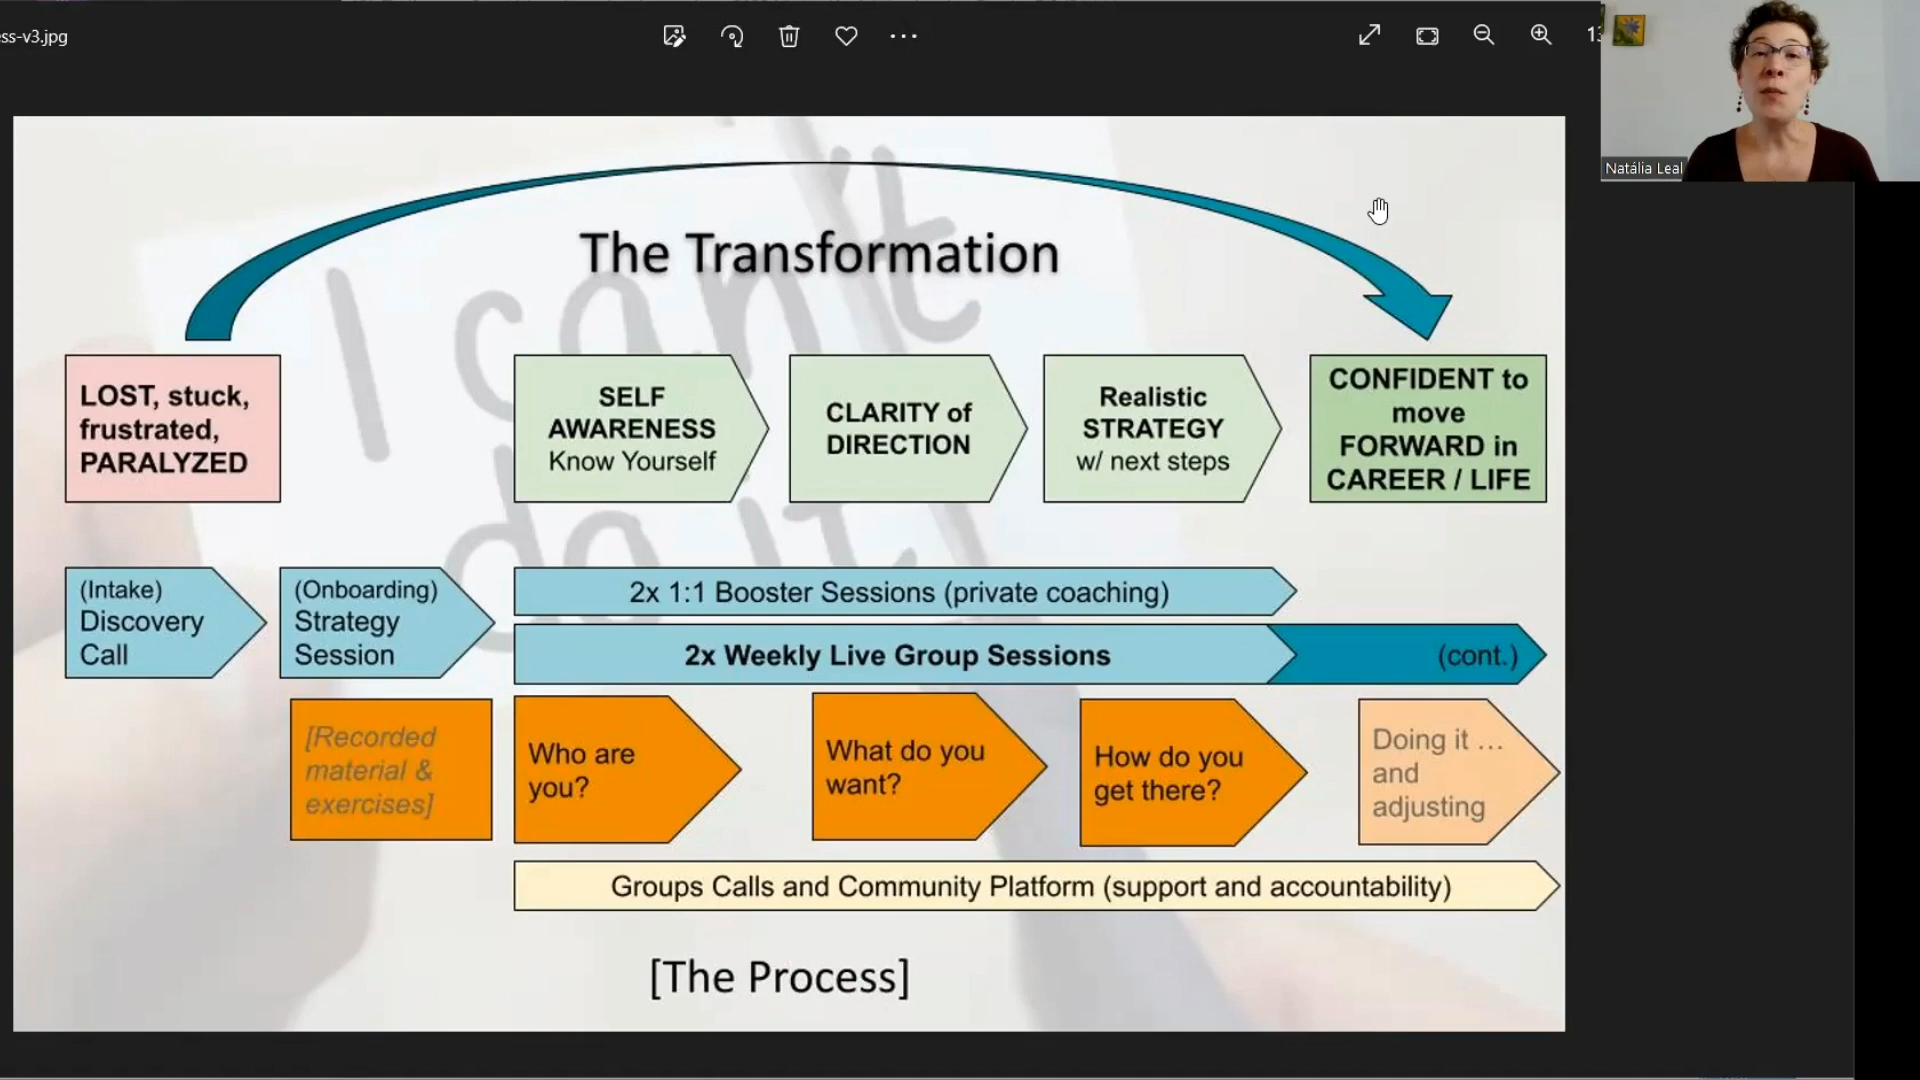 ss-v3.jpg
Natália Leal
The Transformation
I can't
do it
LOST, stuck,
frustrated,
PARALYZED
SELF
AWARENESS
Know Yourself
CLARITY of
DIRECTION
Realistic
STRATEGY
w/ next steps
CONFIDENT to
move
FORWARD in
CAREER / LIFE
(Intake)
Discovery
Call
(Onboarding)
Strategy
Session
2x 1:1 Booster Sessions (private coaching)
2x Weekly Live Group Sessions
(cont.)
[Recorded
material &
exercises]
Who are
you?
What do you
want?
How do you
get there?
Doing it ...
and
adjusting
Groups Calls and Community Platform (support and accountability)
[The Process]